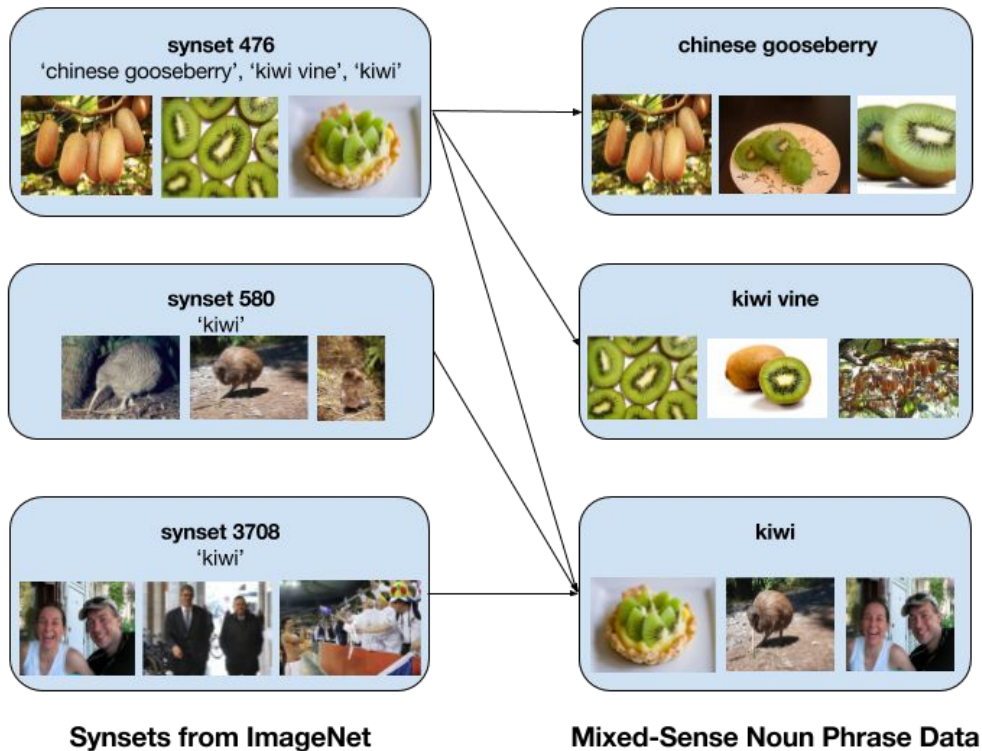 synset 476
‘chinese gooseberry’, ‘kiwi vine’, ‘kiwi’
synset 580
‘kiwi’
synset 3708
‘kiwi’
Synsets from ImageNet
chinese gooseberry
kiwi vine
kiwi
Mixed-Sense Noun Phrase Data